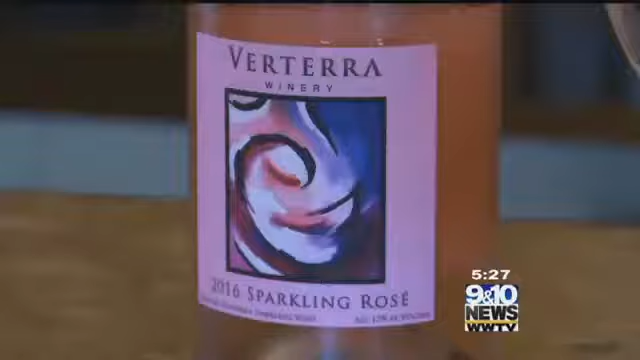 VERTERRA
WINERY
2016 SPARKLING ROSÉ
5:27
9&10
NEWS
WWTV